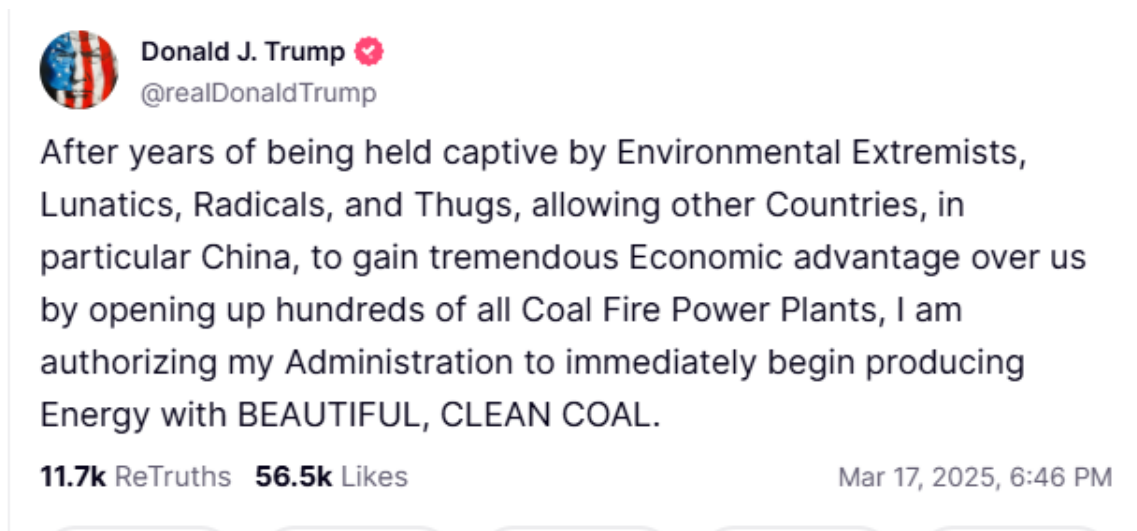 Donald J. Trump
@realDonaldTrump
After years of being held captive by Environmental Extremists,
Lunatics, Radicals, and Thugs, allowing other Countries, in
particular China, to gain tremendous Economic advantage over us
by opening up hundreds of all Coal Fire Power Plants, I am
authorizing my Administration to immediately begin producing
Energy with BEAUTIFUL, CLEAN COAL.
11.7k ReTruths 56.5k Likes Mar 17, 2025, 6:46 PM